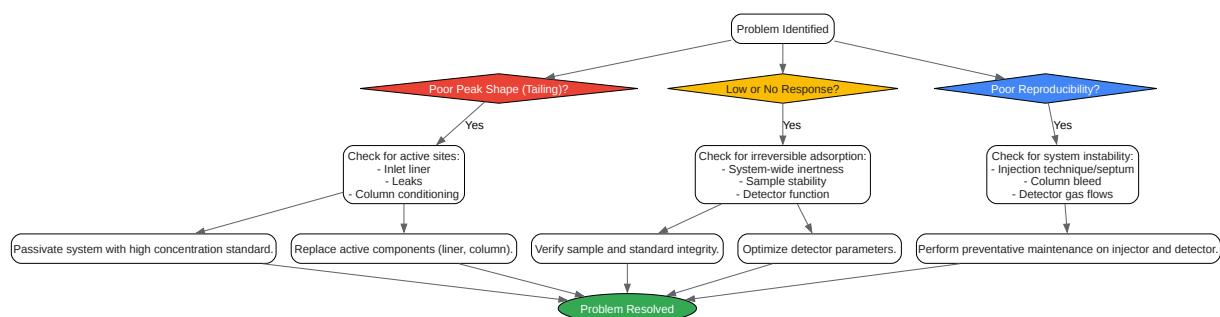 Problem Identified
Poor Peak Shape (Tailing)?
Low or No Response?
Poor Reproducibility?
Yes
Yes
Yes
Check for active sites:
- Inlet liner
- Leaks
- Column conditioning
Check for irreversible adsorption:
- System-wide inertness
- Sample stability
- Detector function
Check for system instability:
- Injection technique/septum
- Column bleed
- Detector gas flows
Passivate system with high concentration standard.
Replace active components (liner, column).
Verify sample and standard integrity.
Optimize detector parameters.
Perform preventative maintenance on injector and detector.
Problem Resolved